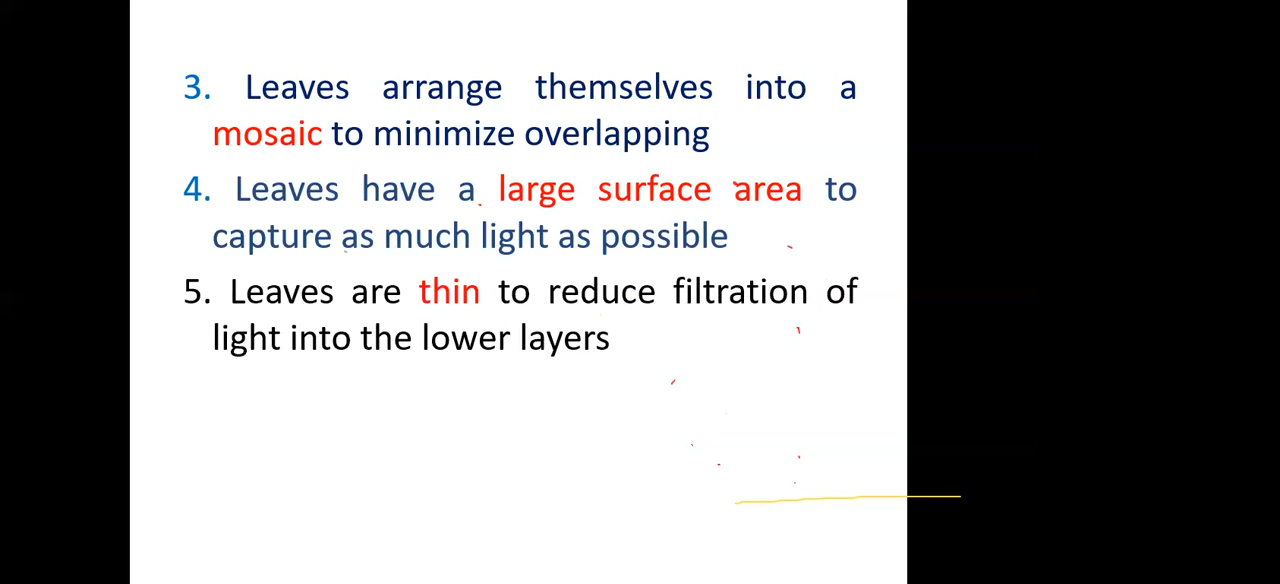 3. Leaves arrange themselves into a
mosaic to minimize overlapping
4. Leaves have a large surface area to
capture as much light as possible
5. Leaves are thin to reduce filtration of
light into the lower layers